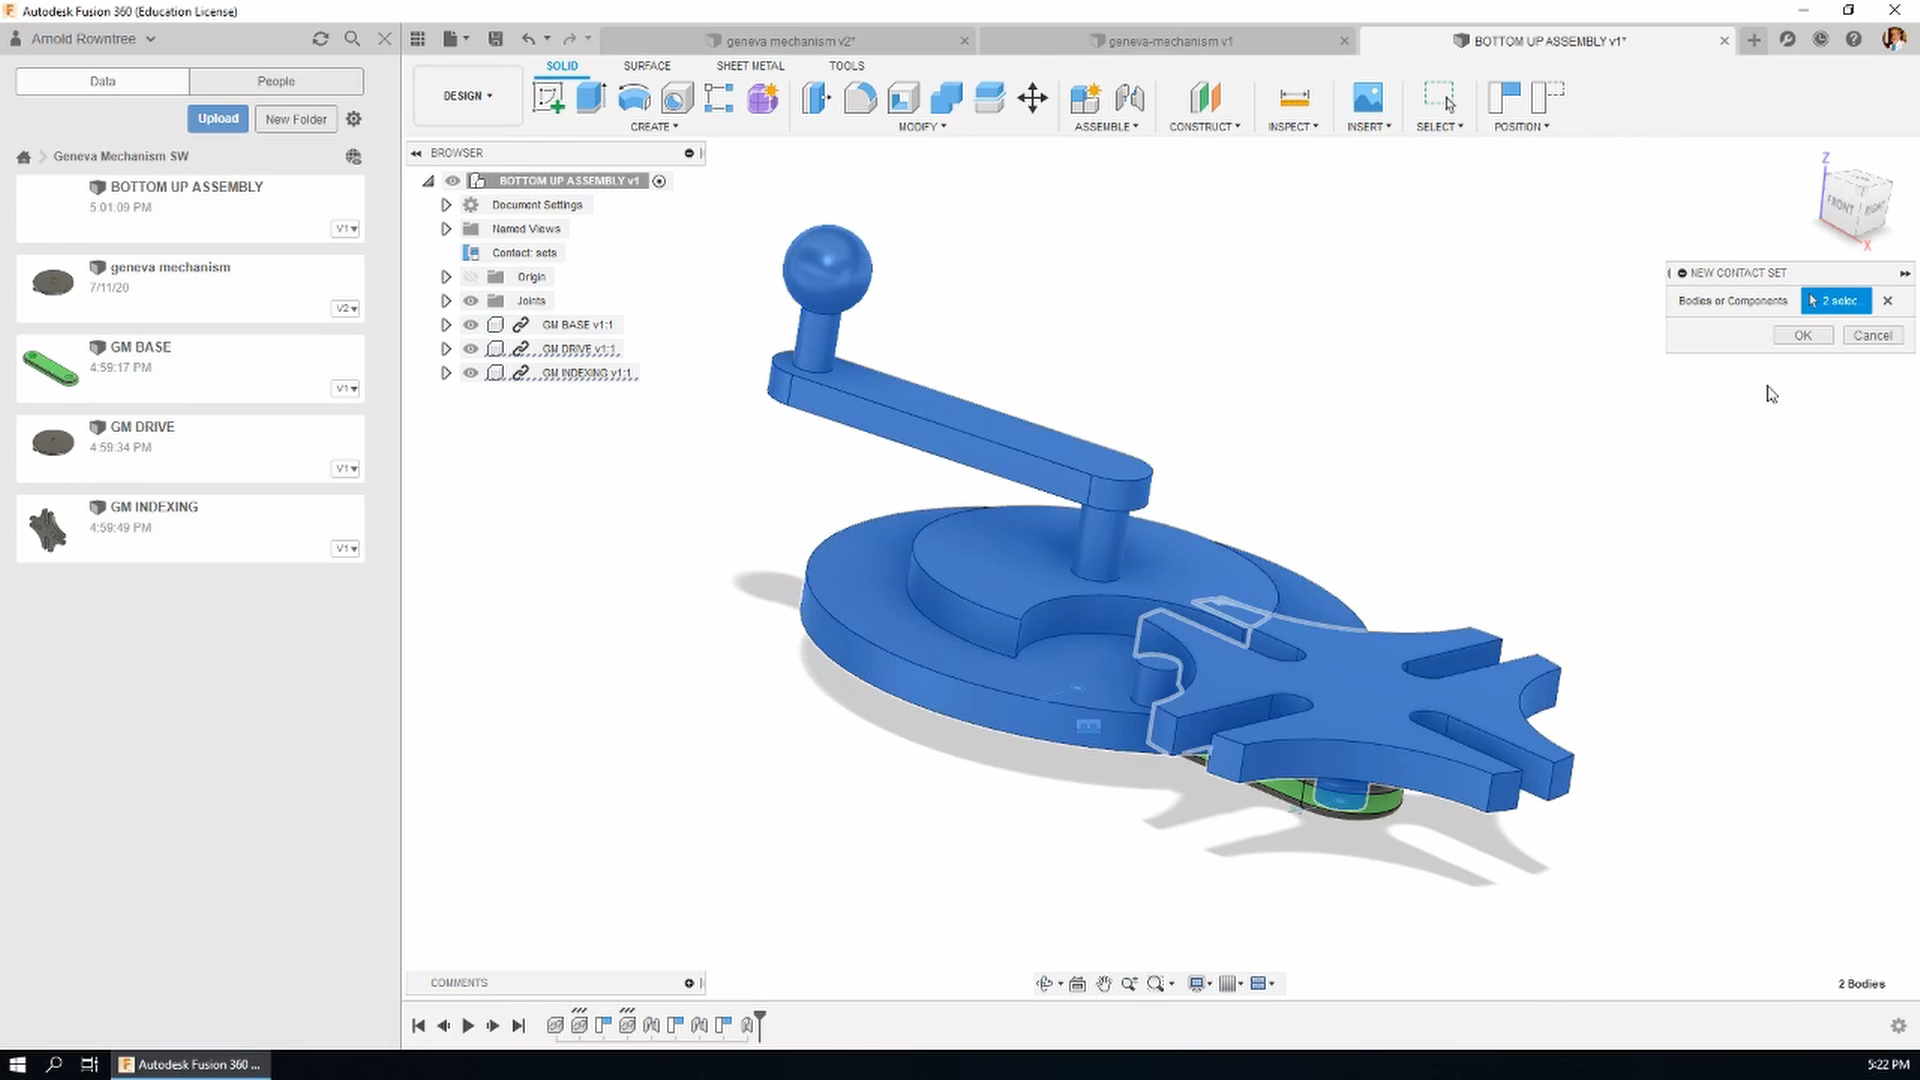 Autodesk Fusion 360 (Education License)
Arnold Rowntree
geneva mechanism v2*
geneva-mechanism v1
BOTTOM UP ASSEMBLY v1*
SOLID
SURFACE
SHEET METAL
TOOLS
Data
People
DESIGN
Upload
New Folder
CREATE
MODIFY
ASSEMBLE
CONSTRUCT
INSPECT
INSERT
SELECT
POSITION
Geneva Mechanism SW
BROWSER
BOTTOM UP ASSEMBLY v1
Document Settings
Named Views
Contact: sets
Origin
Joints
GM BASE v1:1
GM DRIVE v1:1
GM INDEXING v1:1
BOTTOM UP ASSEMBLY
5:01:09 PM
V1
geneva mechanism
7/11/20
V2
GM BASE
4:59:17 PM
V1
GM DRIVE
4:59:34 PM
V1
GM INDEXING
4:59:49 PM
V1
Z
FRONT
RIGHT
X
NEW CONTACT SET
Bodies or Components
2 selec...
OK
Cancel
COMMENTS
2 Bodies
Autodesk Fusion 360 ...
5:22 PM